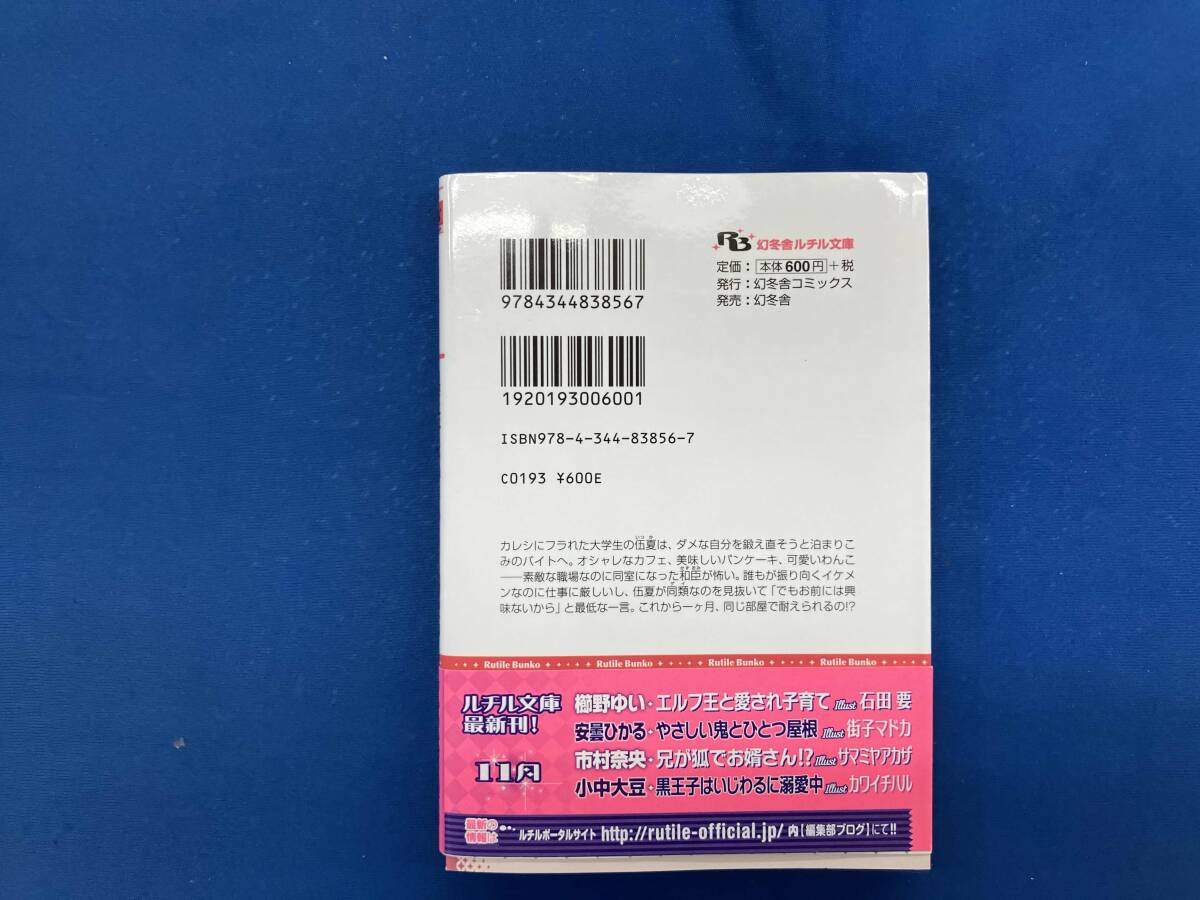 9784344838567
1920193006001
ISBN978-4-344-83856-7
C0193 ¥600E
RB 幻冬舎ルチル文庫
定価：本体600円+税
発行：幻冬舎コミックス
発売：幻冬舎
カレシにフラれた大学生の伍夏は、ダメな自分を鍛え直そうと泊まりこ
みのバイトへ。オシャレなカフェ、美味しいパンケーキ、可愛いわんこ
――素敵な職場なのに同室になった和臣が怖い。誰もが振り向くイケメ
ンなのに仕事に厳しいし、伍夏が同類なのを見抜いて「でもお前には興
味ないから」と最低な一言。これから一ヶ月、同じ部屋で耐えられるの!?
Rutile Bunko Rutile Bunko Rutile Bunko Rutile Bunko
ルチル文庫
最新刊!
11月
櫛野ゆい・エルフ王と愛され子育て Illust 石田 要
安曇ひかる・やさしい鬼とひとつ屋根 Illust 街子マドカ
市村奈央・兄が狐でお婿さん!? Illust サマミヤアカザ
小中大豆・黒王子はいじわるに溺愛中 Illust カワイチハル
最新の
情報は
ルチルポータルサイト http://rutile-official.jp/ 内【編集部ブログ】にて!!